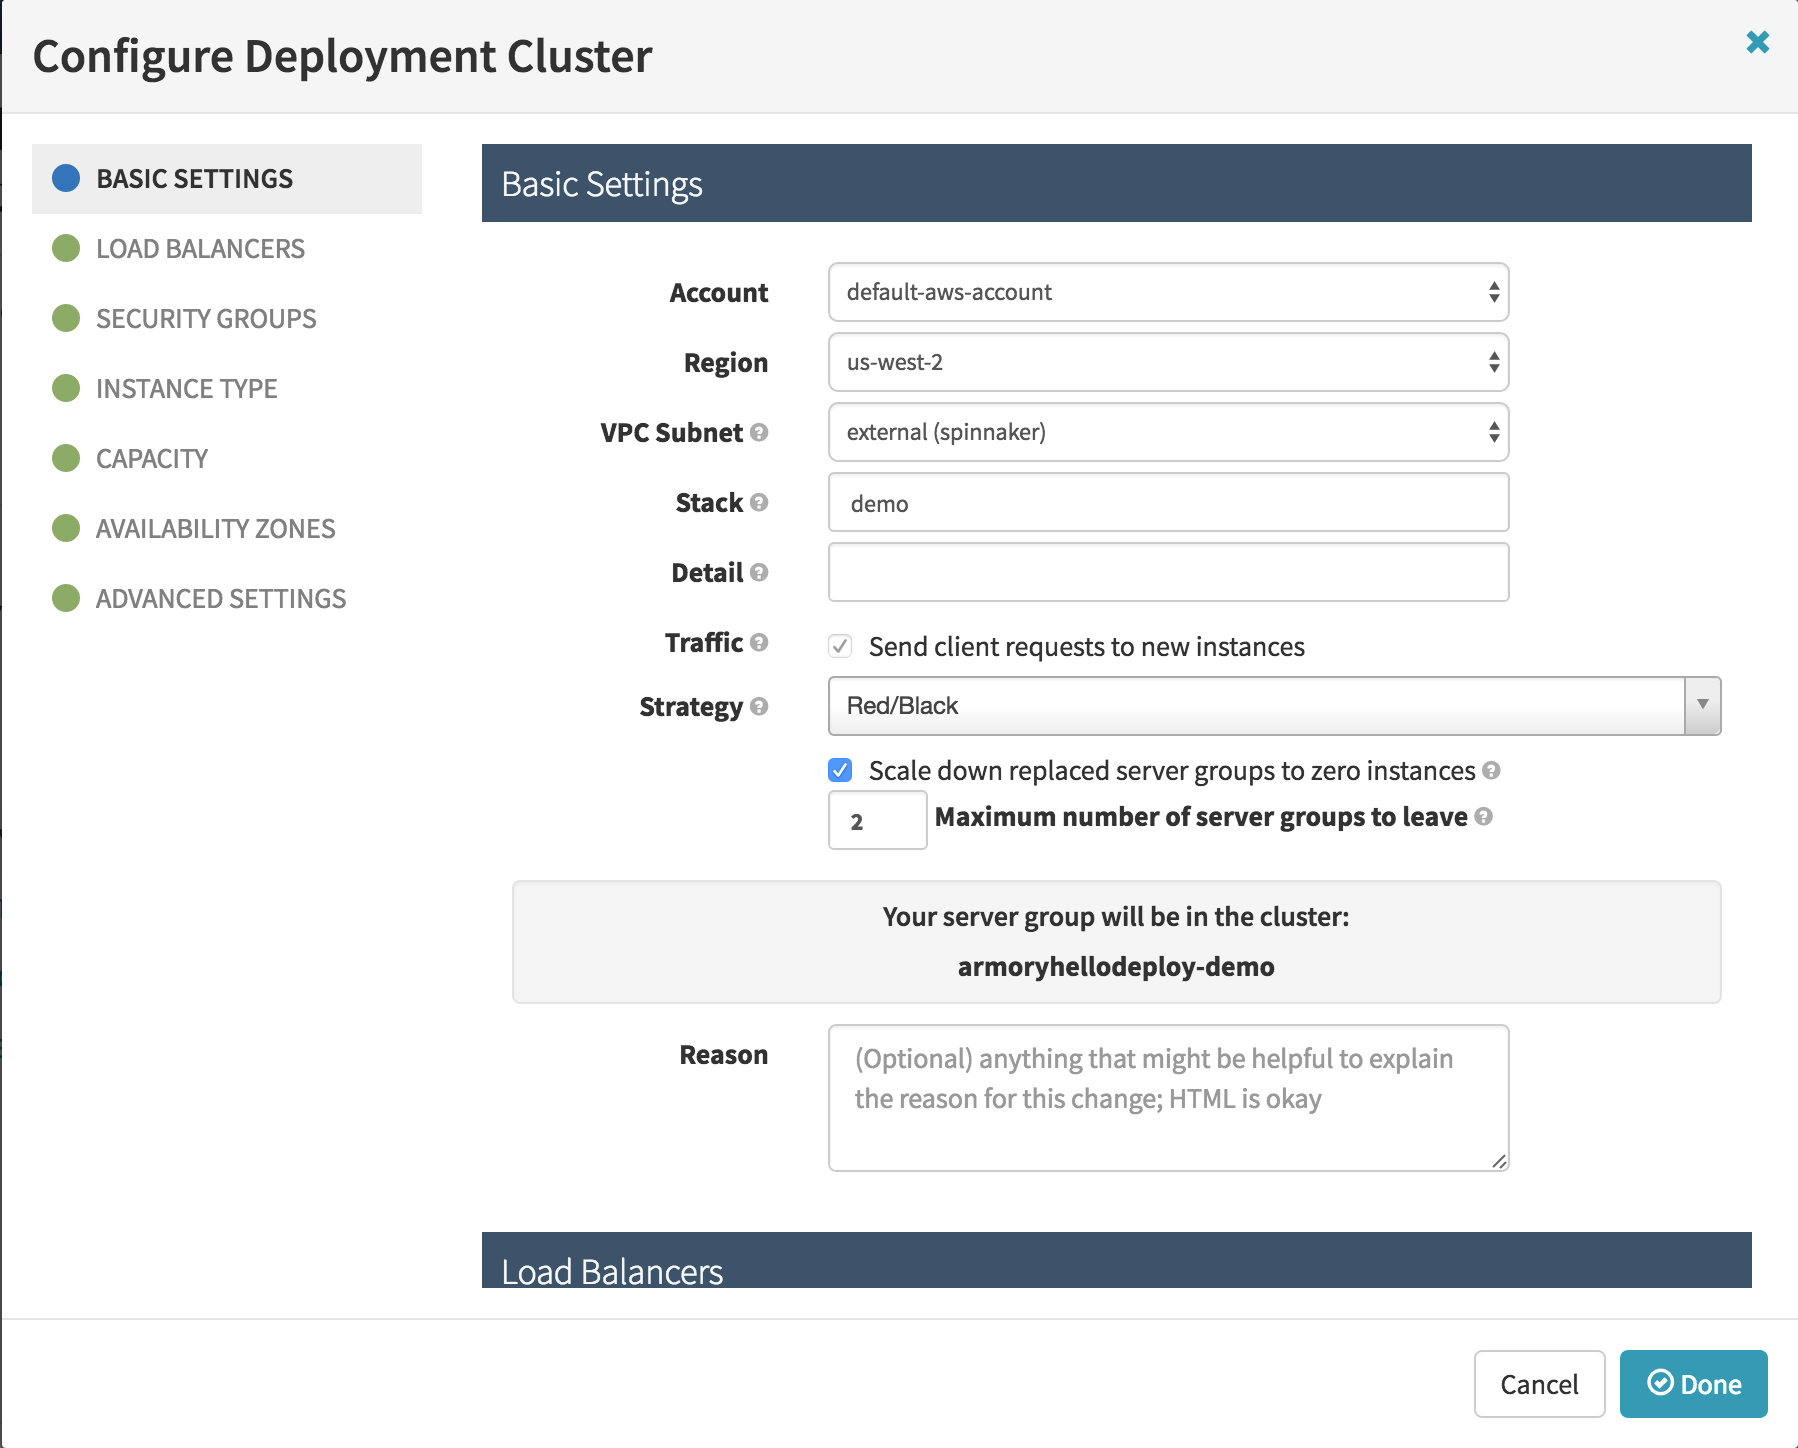 Configure Deployment Cluster
BASIC SETTINGS
LOAD BALANCERS
SECURITY GROUPS
INSTANCE TYPE
CAPACITY
AVAILABILITY ZONES
ADVANCED SETTINGS
Basic Settings
Account default-aws-account
Region us-west-2
VPC Subnet external (spinnaker)
Stack demo
Detail
Traffic Send client requests to new instances
Strategy Red/Black
Scale down replaced server groups to zero instances
2 Maximum number of server groups to leave
Your server group will be in the cluster:
armoryhellodeploy-demo
Reason (Optional) anything that might be helpful to explain
the reason for this change; HTML is okay
Load Balancers
Cancel Done